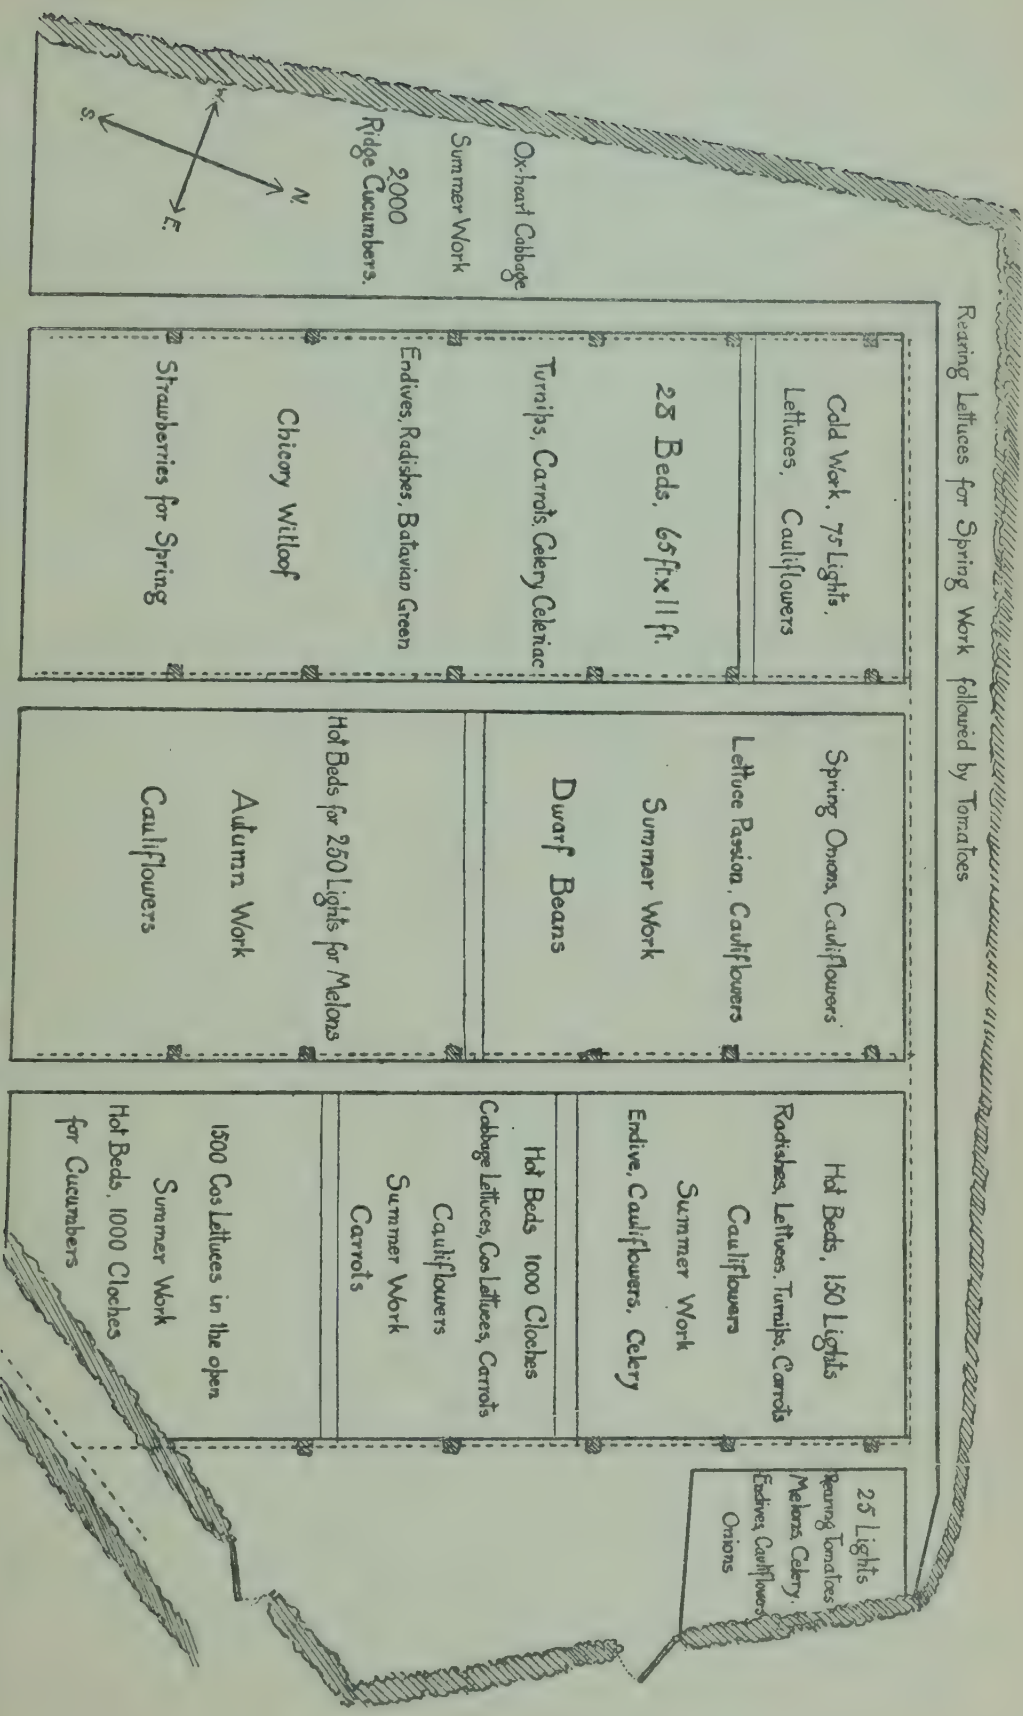 Rearing Lettuces for Spring Work followed by Tomatoes
Ox-heart Cabbage
Summer Work
2000
Ridge Cucumbers.
N.
S.
E.
W.
Cold Work. 75 Lights.
Lettuces, Cauliflowers
28 Beds, 65ft x 11 ft.
Turnips, Carrots, Celery Celeriac
Endives, Radishes, Batavian Green
Chicory Witloof
Strawberries for Spring
Spring Onions, Cauliflowers
Lettuce Passion, Cauliflowers
Summer Work
Dwarf Beans
Hot Beds for 250 Lights for Melons
Autumn Work
Cauliflowers
Hot Beds, 150 Lights
Radishes, Lettuces, Turnips, Carrots
Cauliflowers
Summer Work
Endive, Cauliflowers, Celery
Hot Beds 1000 Cloches
Cabbage Lettuces, Cos Lettuces, Carrots
Cauliflowers
Summer Work
Carrots
1500 Cos Lettuces in the open
Summer Work
Hot Beds, 1000 Cloches
for Cucumbers
25 Lights
Rearing Tomatoes
Melons, Celery.
Endives, Cauliflowers
Onions